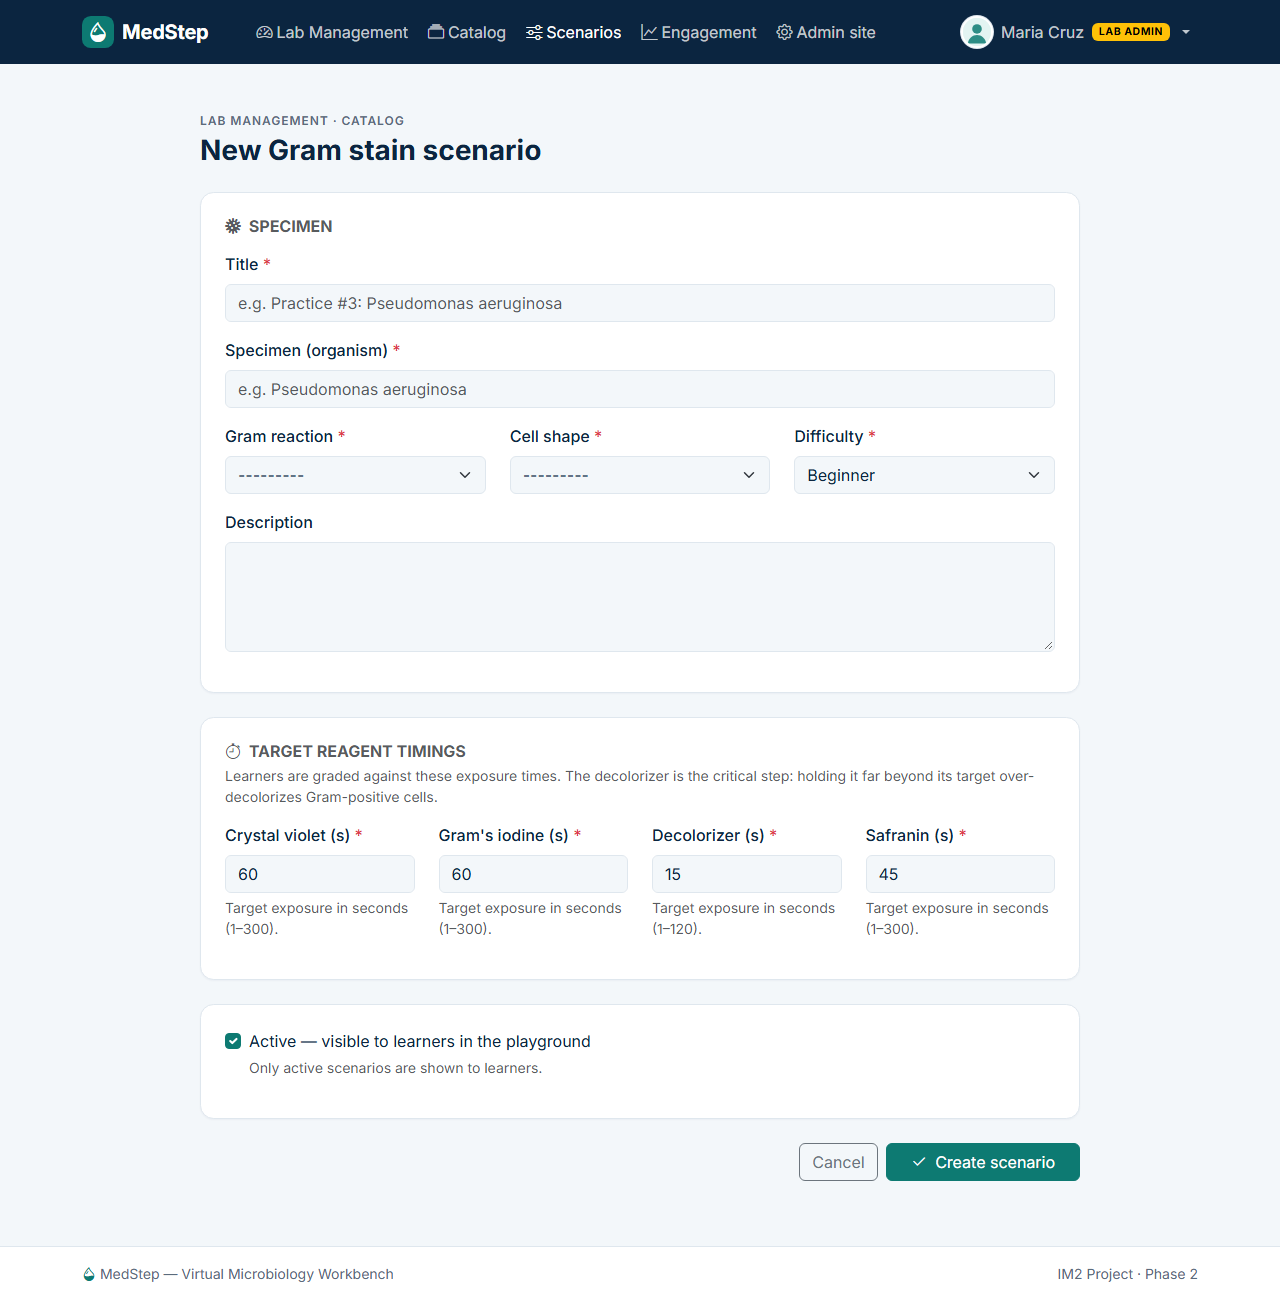 MedStep
Lab Management
Catalog
Scenarios
Engagement
Admin site
Maria Cruz
LAB ADMIN
LAB MANAGEMENT · CATALOG
New Gram stain scenario
SPECIMEN
Title *
e.g. Practice #3: Pseudomonas aeruginosa
Specimen (organism) *
e.g. Pseudomonas aeruginosa
Gram reaction *
Cell shape *
Difficulty *
---------
---------
Beginner
Description
TARGET REAGENT TIMINGS
Learners are graded against these exposure times. The decolorizer is the critical step: holding it far beyond its target over-
decolorizes Gram-positive cells.
Crystal violet (s) *
Gram's iodine (s) *
Decolorizer (s) *
Safranin (s) *
60
60
15
45
Target exposure in seconds
(1–300).
Target exposure in seconds
(1–300).
Target exposure in seconds
(1–120).
Target exposure in seconds
(1–300).
Active — visible to learners in the playground
Only active scenarios are shown to learners.
Cancel
Create scenario
MedStep — Virtual Microbiology Workbench
IM2 Project · Phase 2